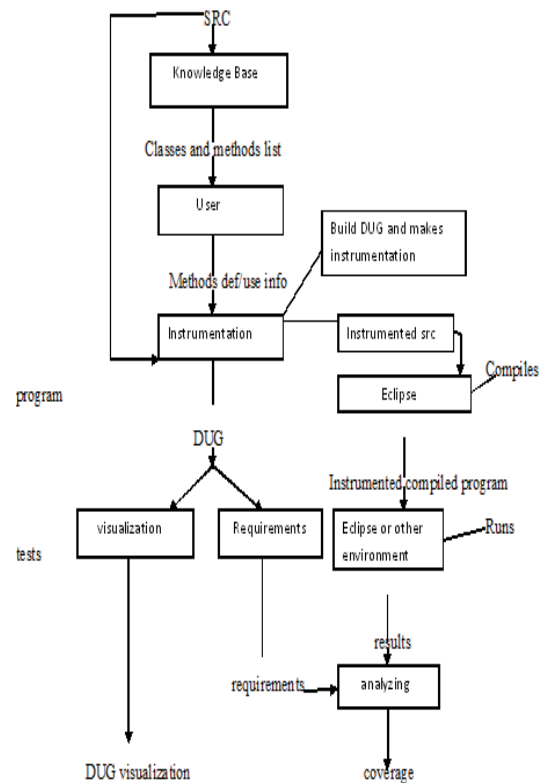 SRC
Knowledge Base
Classes and methods list
User
Build DUG and makes
instrumentation
Methods def/use info
Instrumentation
Instrumented src
Compiles
Eclipse
program
DUG
Instrumented compiled program
visualization
Requirements
Eclipse or other
environment
Runs
tests
results
requirements
analyzing
DUG visualization
coverage